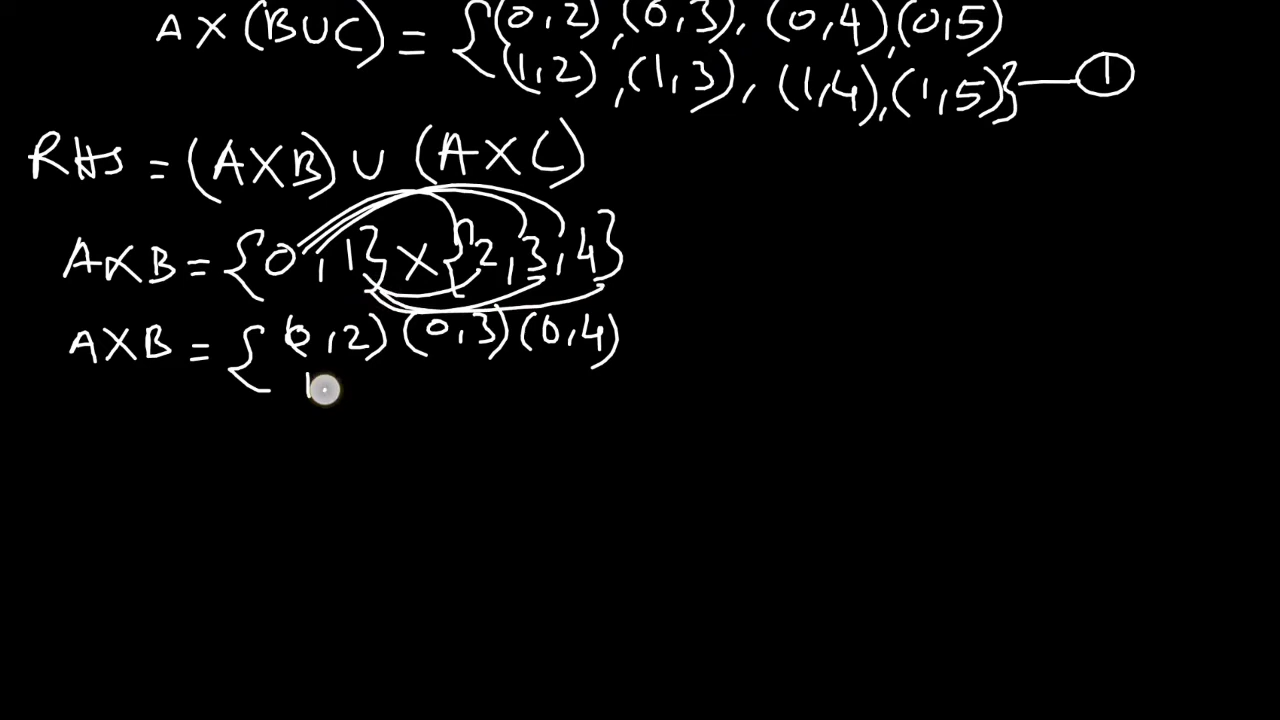 A X (B U C) = {(0,2),(0,3),(0,4),(0,5)
(1,2),(1,3),(1,4),(1,5)} — ①
RHS = (A X B) U (A X C)
A X B = {0,1} X {2,3,4}
A X B = { (0,2) (0,3) (0,4)
1